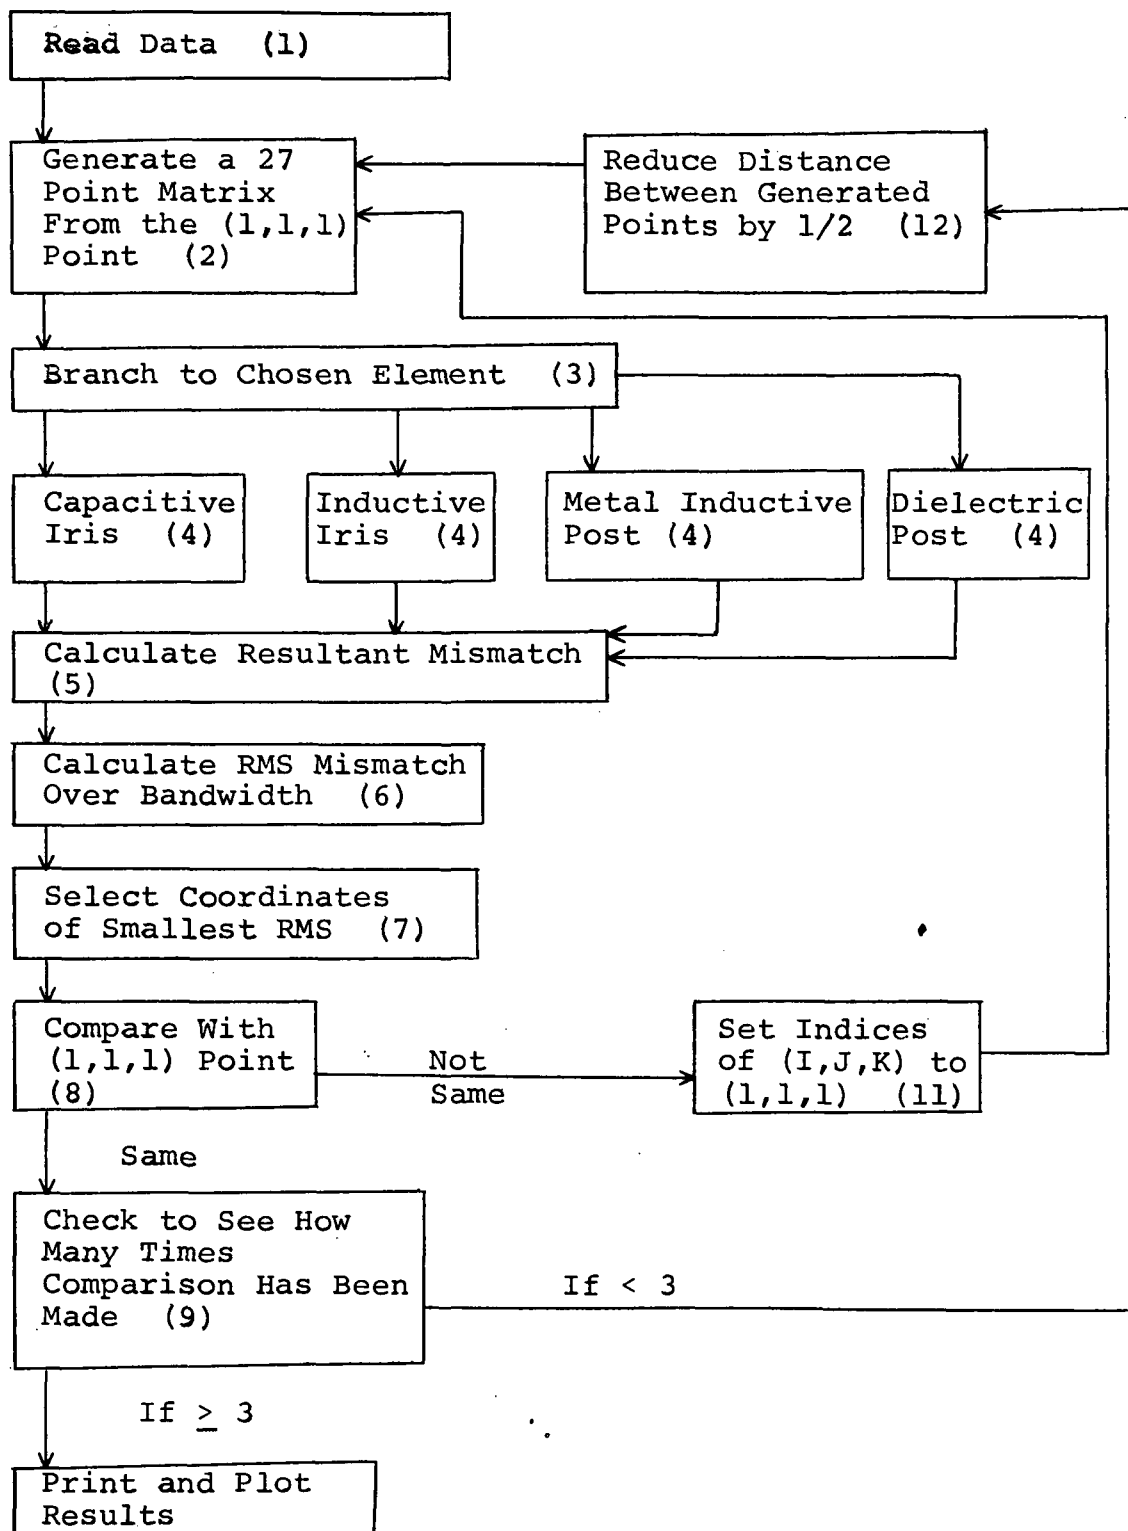 Read Data (1)
Generate a 27
Point Matrix
From the (1,1,1)
Point (2)
Reduce Distance
Between Generated
Points by 1/2 (12)
Branch to Chosen Element (3)
Capacitive
Iris (4)
Inductive
Iris (4)
Metal Inductive
Post (4)
Dielectric
Post (4)
Calculate Resultant Mismatch
(5)
Calculate RMS Mismatch
Over Bandwidth (6)
Select Coordinates
of Smallest RMS (7)
Compare With
(1,1,1) Point
(8)
Not
Same
Set Indices
of (I,J,K) to
(1,1,1) (11)
Same
Check to See How
Many Times
Comparison Has Been
Made (9)
If < 3
If ≥ 3
Print and Plot
Results